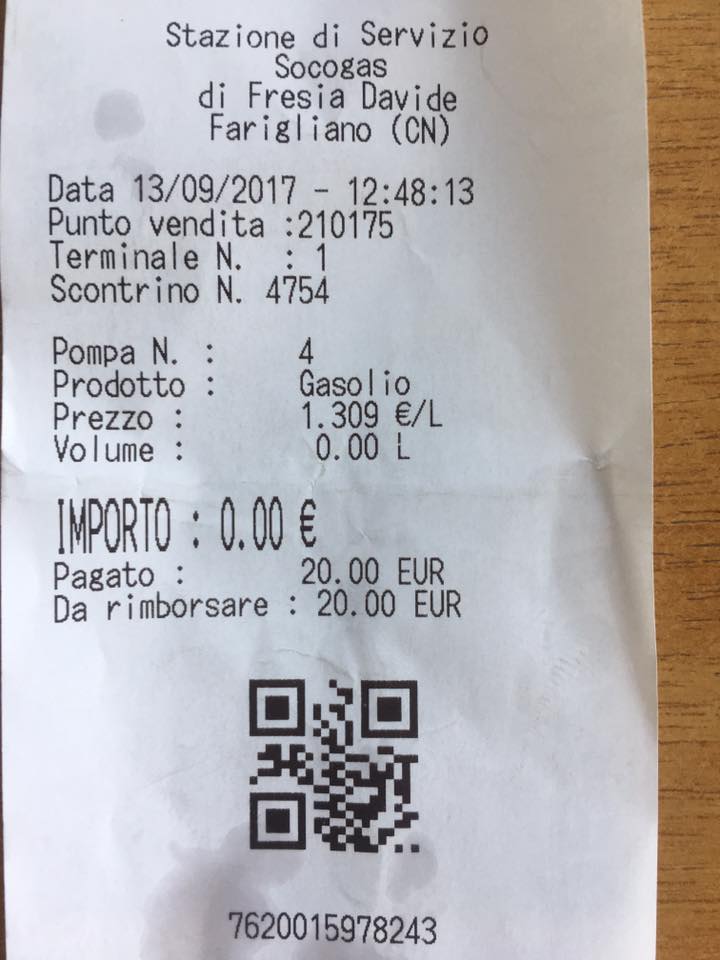 Stazione di Servizio
Socogas
di Fresia Davide
Farigliano (CN)
Data 13/09/2017 - 12:48:13
Punto vendita :210175
Terminale N. : 1
Scontrino N. 4754
Pompa N. : 4
Prodotto : Gasolio
Prezzo : 1.309 €/L
Volume : 0.00 L
IMPORTO : 0.00 €
Pagato : 20.00 EUR
Da rimborsare : 20.00 EUR
7620015978243